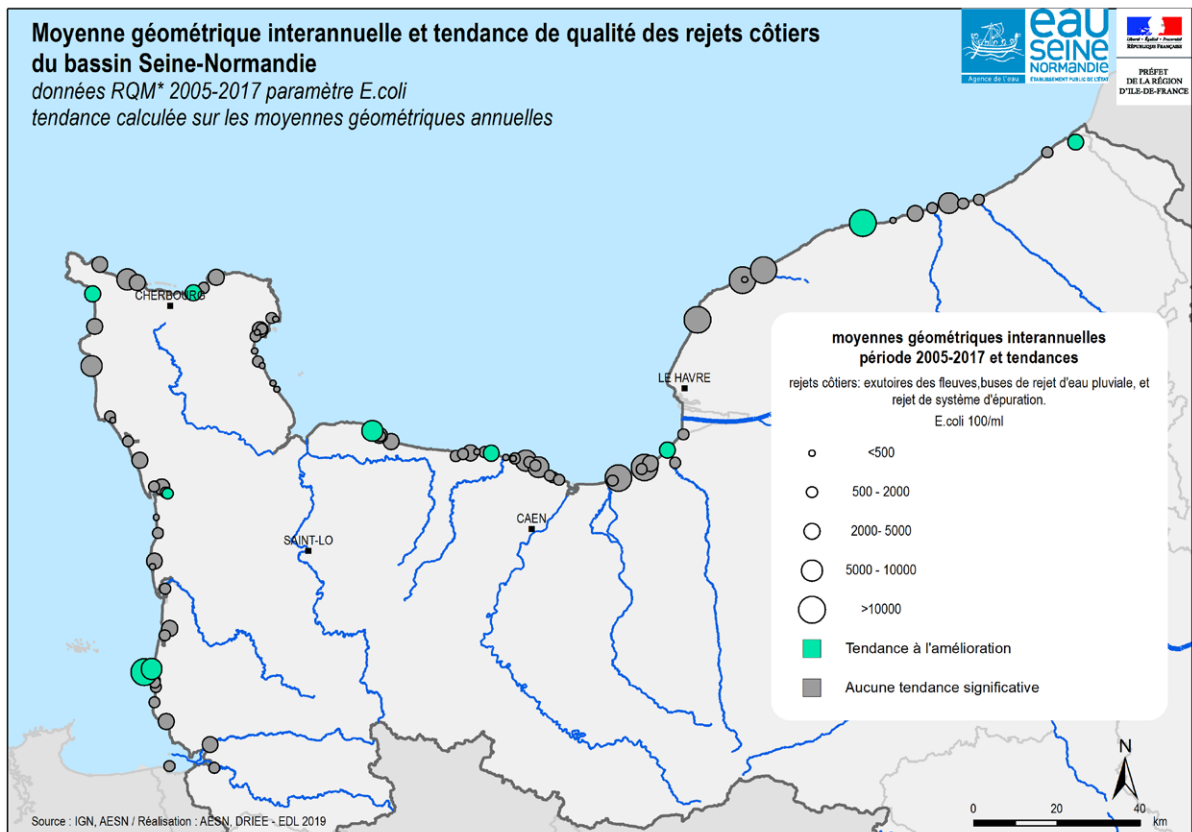 Moyenne géométrique interannuelle et tendance de qualité des rejets côtiers
du bassin Seine-Normandie
données RQM* 2005-2017 paramètre E.coli
tendance calculée sur les moyennes géométriques annuelles
eau
SEINE
NORMANDIE
Agence de l'eau
ÉTABLISSEMENT PUBLIC DE L'ÉTAT
Liberté • Égalité • Fraternité
RÉPUBLIQUE FRANÇAISE
PRÉFET
DE LA RÉGION
D'ILE-DE-FRANCE
CHERBOURG
LE HAVRE
CAEN
SAINT-LO
moyennes géométriques interannuelles
période 2005-2017 et tendances
rejets côtiers: exutoires des fleuves,buses de rejet d'eau pluviale, et
rejet de système d'épuration.
E.coli 100/ml
<500
500 - 2000
2000- 5000
5000 - 10000
>10000
Tendance à l'amélioration
Aucune tendance significative
N
0 20 40
km
Source : IGN, AESN / Réalisation : AESN, DRIEE - EDL 2019